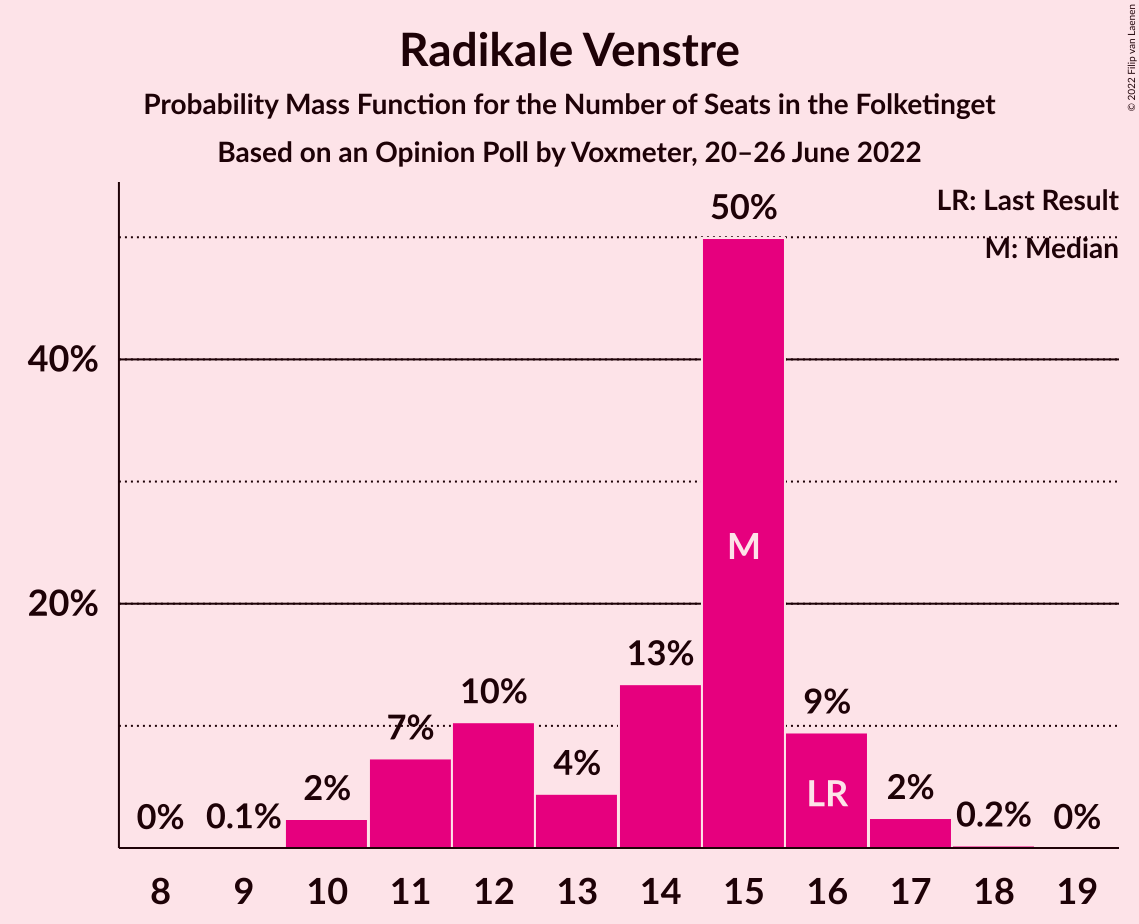 Radikale Venstre
Probability Mass Function for the Number of Seats in the Folketinget
Based on an Opinion Poll by Voxmeter, 20–26 June 2022
© 2022 Filip van Laenen
LR: Last Result
M: Median
50%
40%
20%
0%
0.1%
2%
7%
10%
4%
13%
M
9%
LR
2%
0.2%
0%
8 9 10 11 12 13 14 15 16 17 18 19